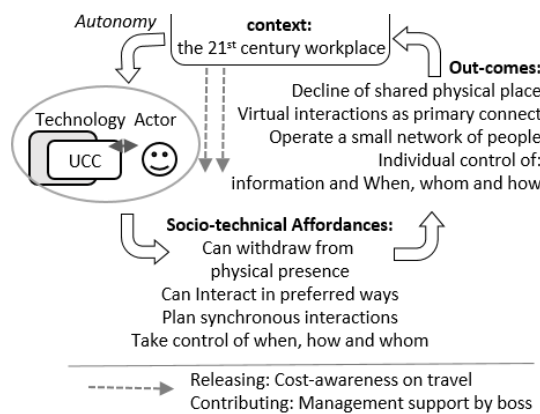 Autonomy
context:
the 21st century workplace
Out-comes:
Decline of shared physical place
Virtual interactions as primary connect
Operate a small network of people
Individual control of:
information and When, whom and how
Technology Actor
UCC
Socio-technical Affordances:
Can withdraw from
physical presence
Can Interact in preferred ways
Plan synchronous interactions
Take control of when, how and whom
Releasing: Cost-awareness on travel
Contributing: Management support by boss